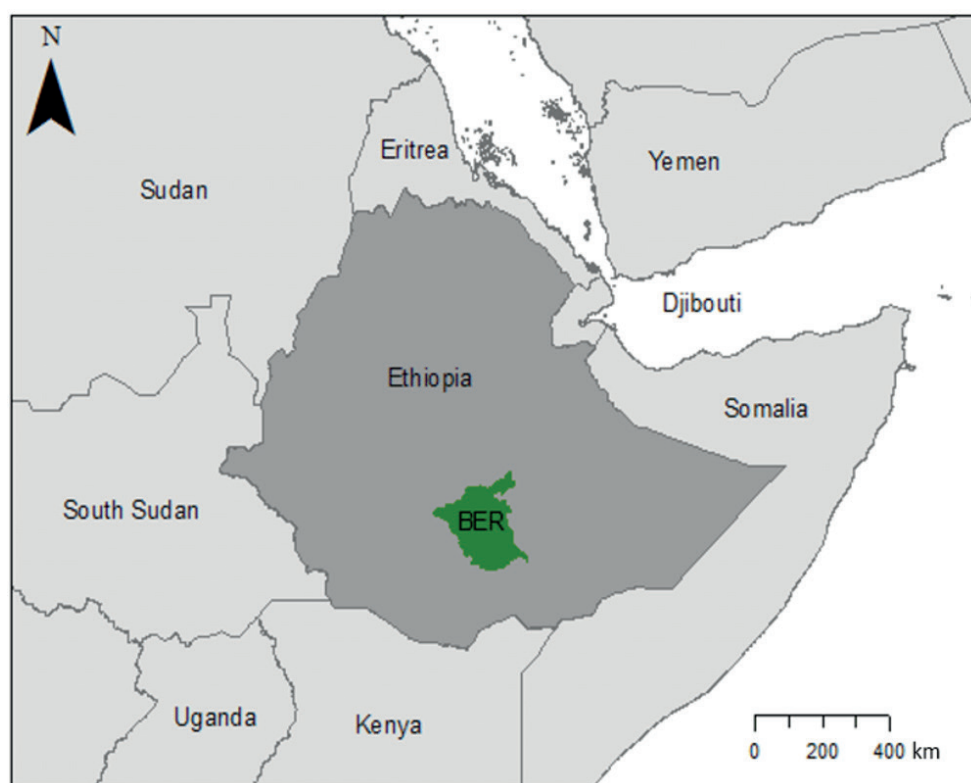 N
Eritrea
Yemen
Sudan
Djibouti
Ethiopia
Somalia
South Sudan
BER
Uganda
Kenya
0 200 400 km